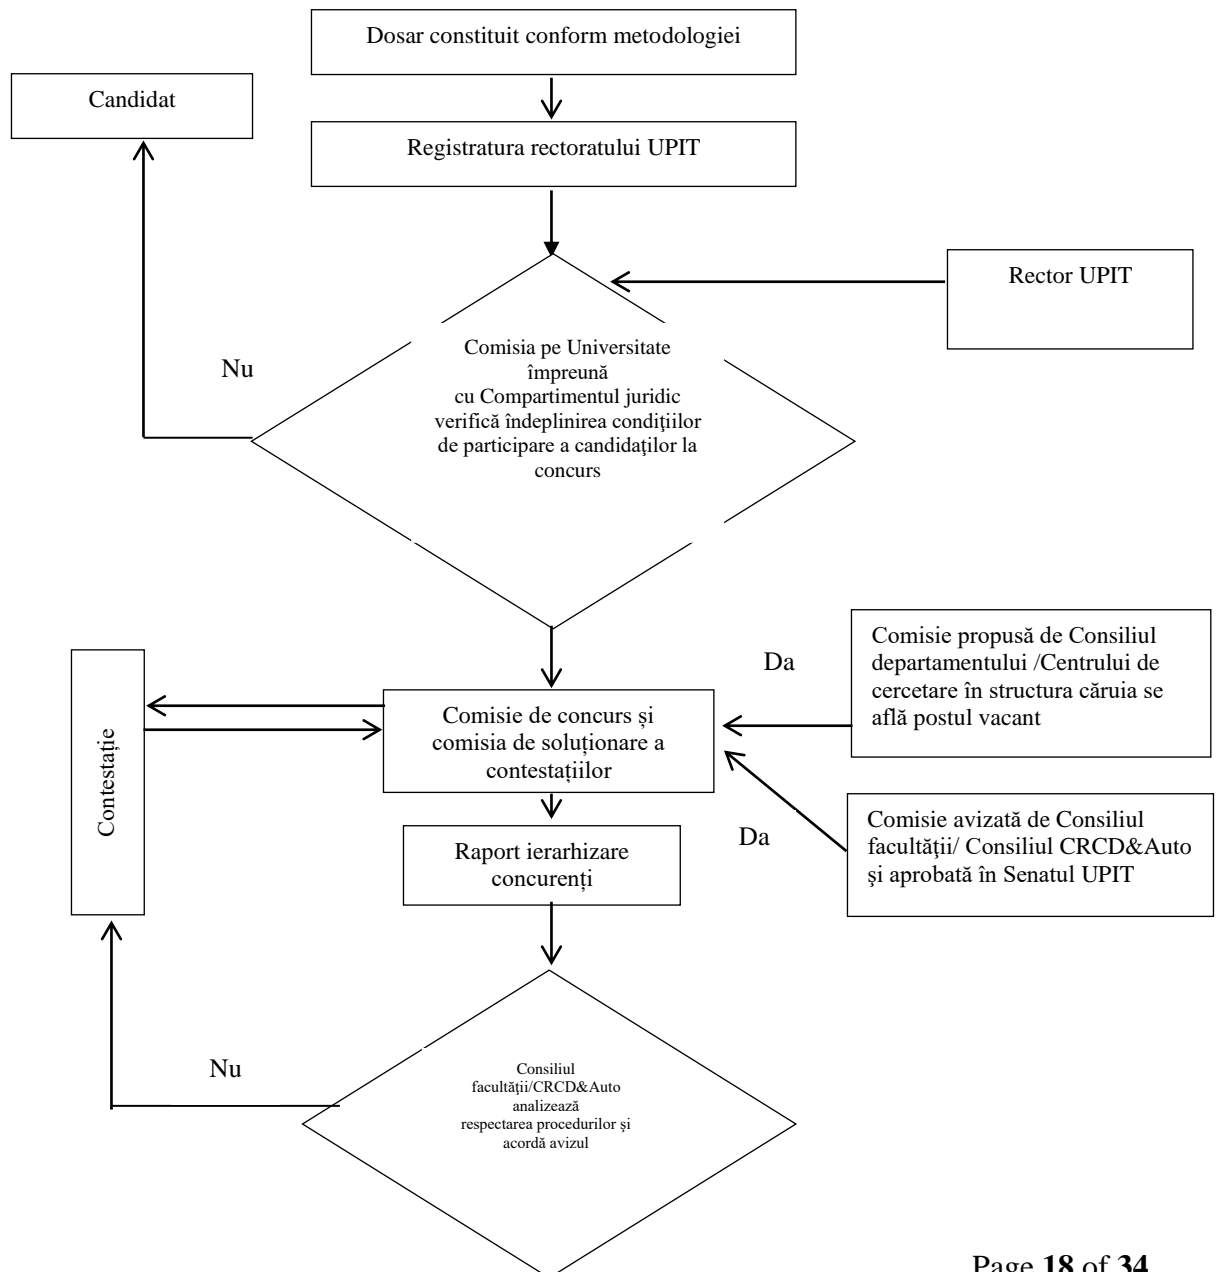 Dosar constituit conform metodologiei
Candidat
Registratura rectoratului UPIT
Rector UPIT
Comisia pe Universitate
împreună
cu Compartimentul juridic
verifică îndeplinirea condiţiilor
de participare a candidaţilor la
concurs
Nu
Da
Comisie propusă de Consiliul
departamentului /Centrului de
cercetare în structura căruia se
află postul vacant
Comisie de concurs și
comisia de soluționare a
contestațiilor
Contestație
Da
Comisie avizată de Consiliul
facultăţii/ Consiliul CRCD&Auto
şi aprobată în Senatul UPIT
Raport ierarhizare
concurenți
Nu
Consiliul
facultăţii/CRCD&Auto
analizează
respectarea procedurilor şi
acordă avizul
Page 18 of 34